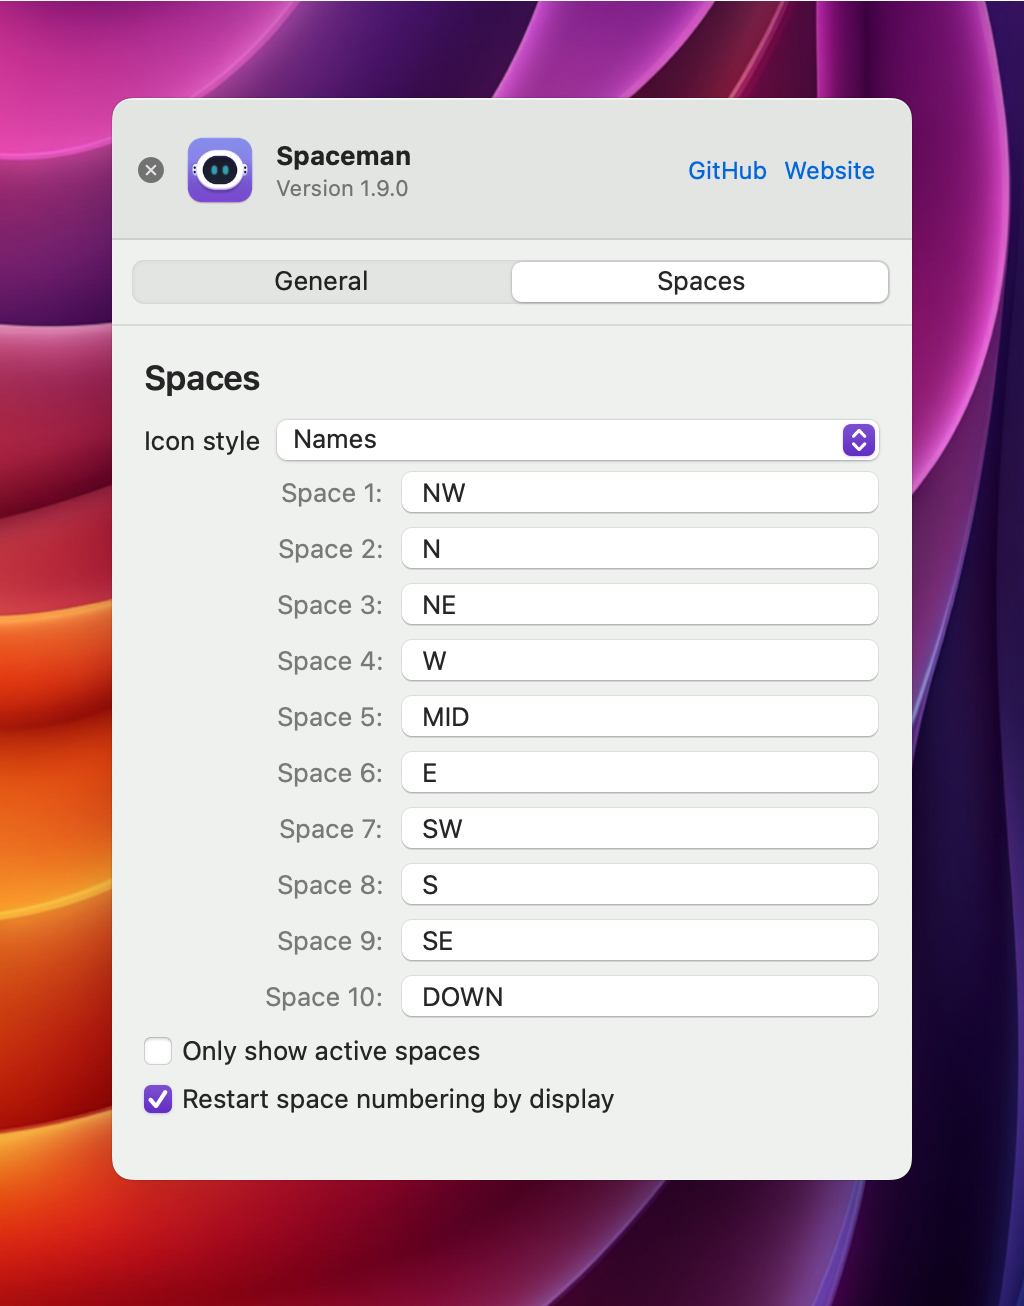 Spaceman
Version 1.9.0
GitHub Website
General Spaces
Spaces
Icon style Names
Space 1: NW
Space 2: N
Space 3: NE
Space 4: W
Space 5: MID
Space 6: E
Space 7: SW
Space 8: S
Space 9: SE
Space 10: DOWN
Only show active spaces
Restart space numbering by display